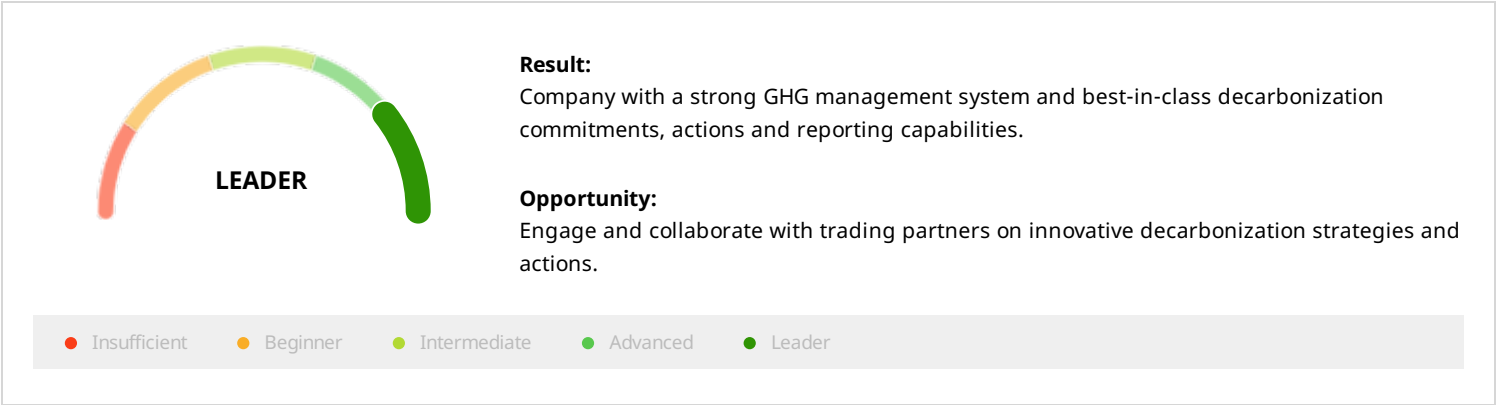 LEADER
Result:
Company with a strong GHG management system and best-in-class decarbonization
commitments, actions and reporting capabilities.
Opportunity:
Engage and collaborate with trading partners on innovative decarbonization strategies and
actions.
Insufficient Beginner Intermediate Advanced Leader